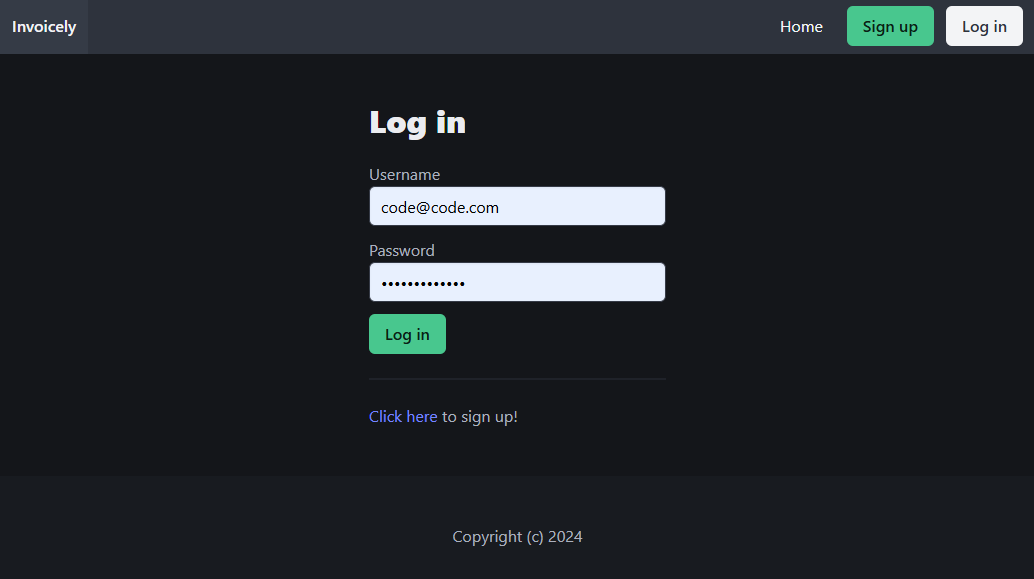 Invoicely
Home
Sign up
Log in
Log in
Username
code@code.com
Password
•••••••••••••
Log in
Click here to sign up!
Copyright (c) 2024